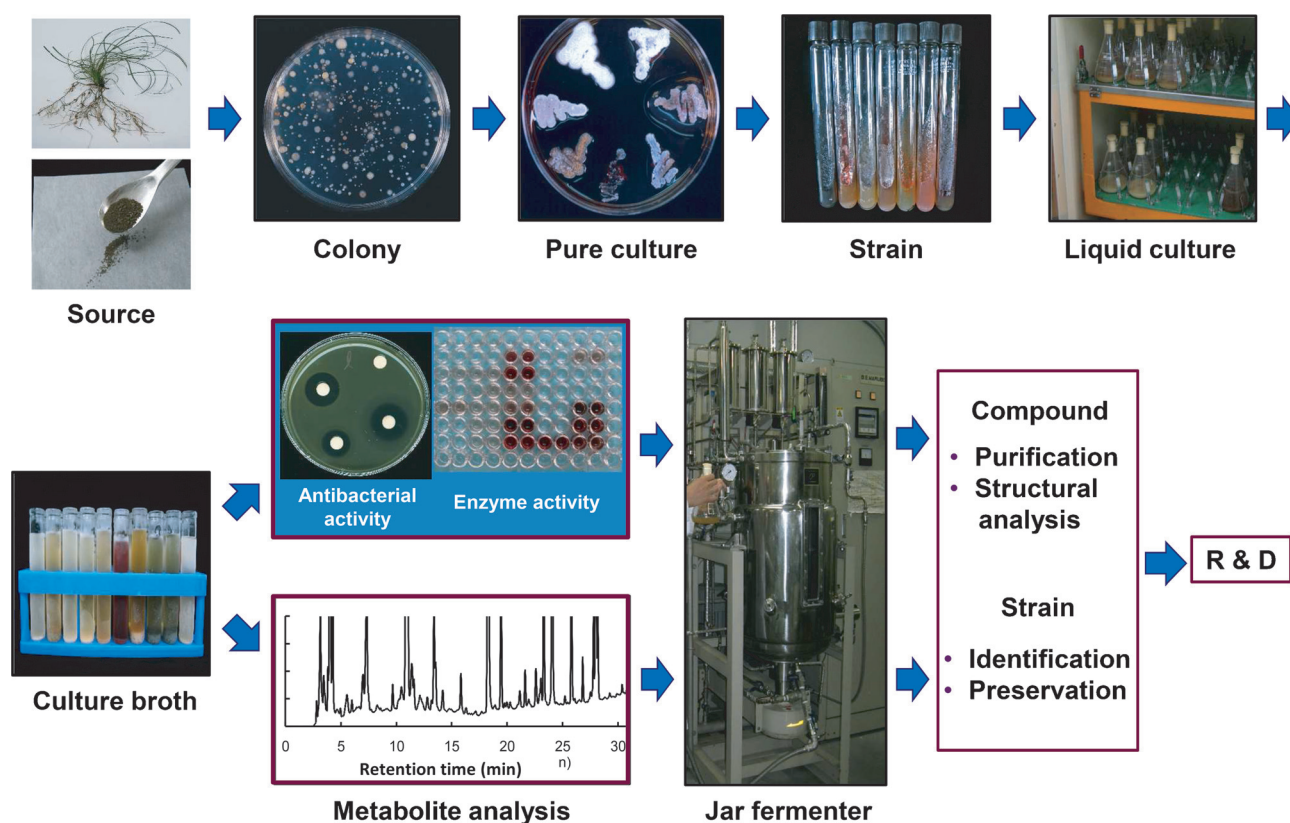 Source
Colony
Pure culture
Strain
Liquid culture
Culture broth
Antibacterial
activity
Enzyme activity
0 5 10 15 20 25 30
n)
Retention time (min)
Metabolite analysis
Jar fermenter
Compound
• Purification
• Structural
analysis
Strain
• Identification
• Preservation
R & D